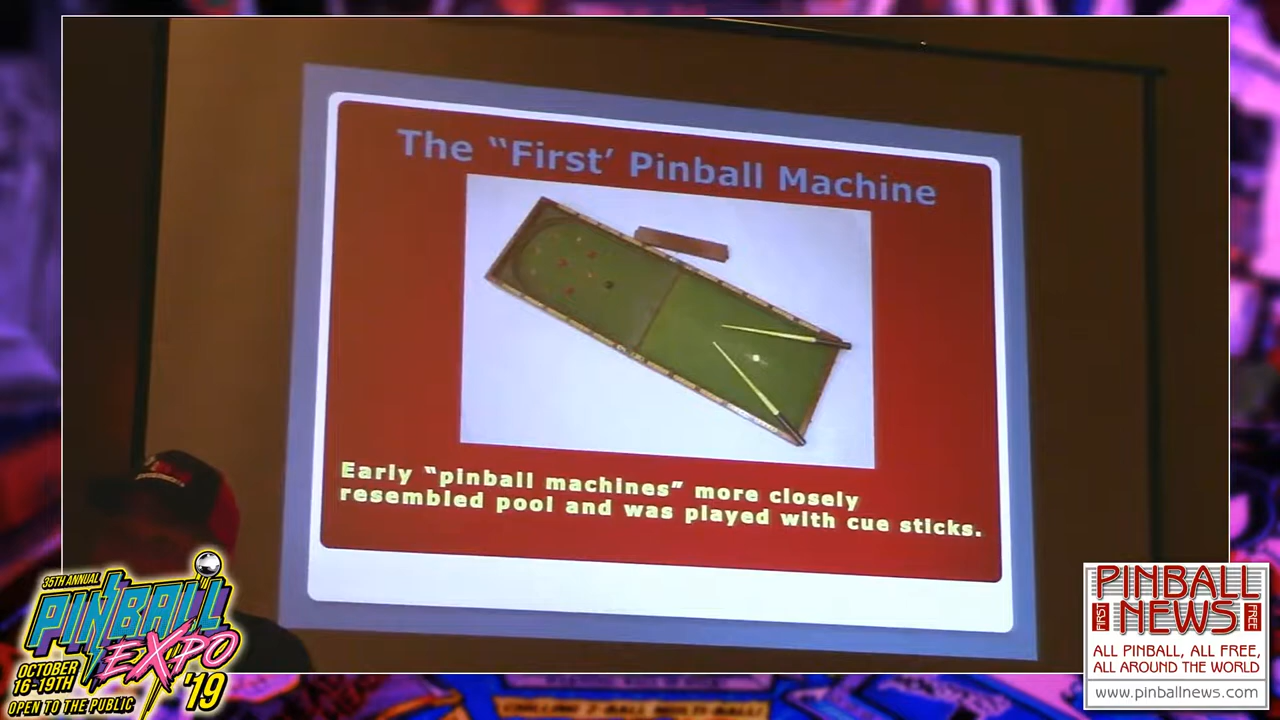 The “First’ Pinball Machine
Early “pinball machines” more closely
resembled pool and was played with cue sticks.
35TH ANNUAL
PINBALL
EXPO
OCTOBER
16-19TH
'19
OPEN TO THE PUBLIC
PINBALL
FIRST
NEWS
FREE
ALL PINBALL, ALL FREE,
ALL AROUND THE WORLD
www.pinballnews.com